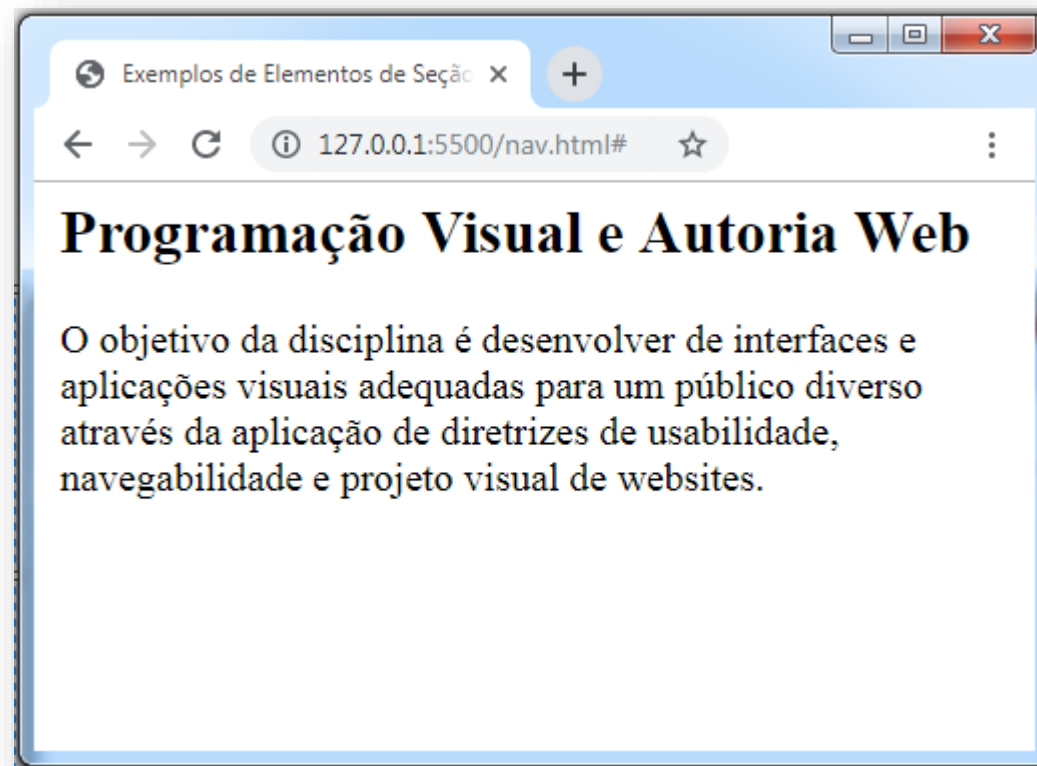 Exemplos de Elementos de Seção
127.0.0.1:5500/nav.html#
Programação Visual e Autoria Web
O objetivo da disciplina é desenvolver de interfaces e
aplicações visuais adequadas para um público diverso
através da aplicação de diretrizes de usabilidade,
navegabilidade e projeto visual de websites.